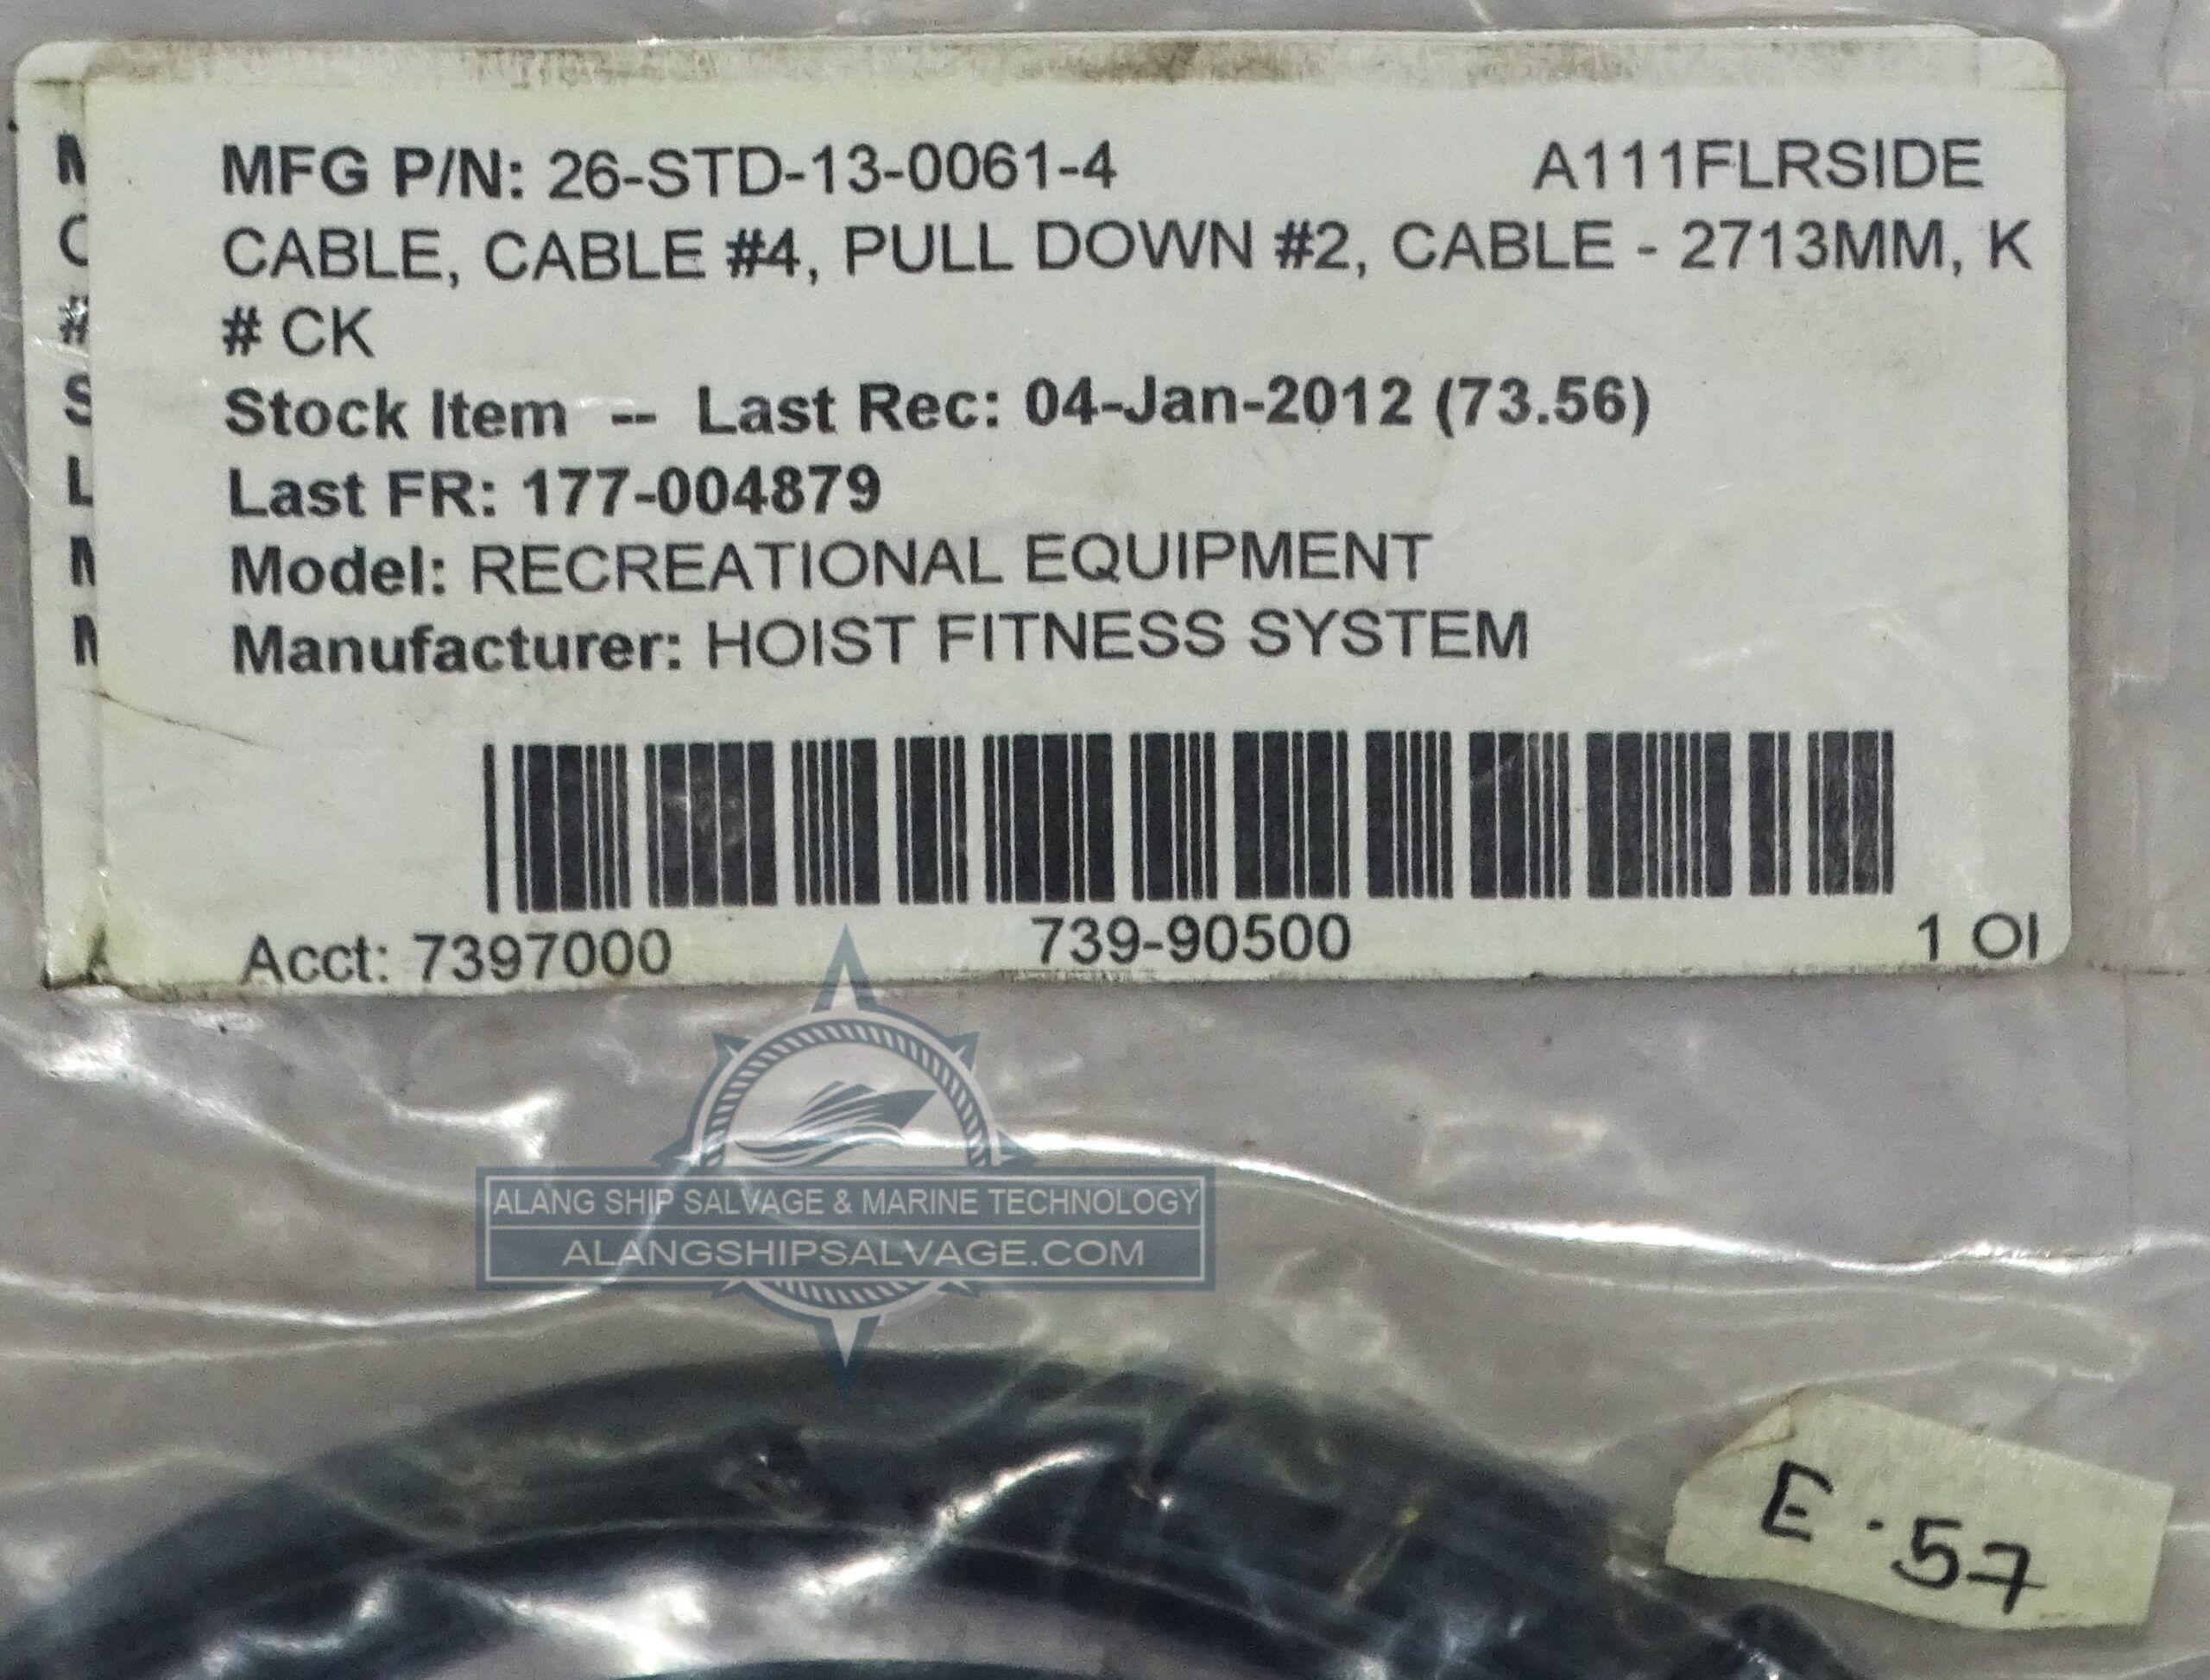 MFG P/N: 26-STD-13-0061-4 A111FLRSIDE
CABLE, CABLE #4, PULL DOWN #2, CABLE - 2713MM, K
# CK
Stock Item -- Last Rec: 04-Jan-2012 (73.56)
Last FR: 177-004879
Model: RECREATIONAL EQUIPMENT
Manufacturer: HOIST FITNESS SYSTEM
Acct: 7397000 739-90500 1 OI
ALANG SHIP SALVAGE & MARINE TECHNOLOGY
ALANGSHIPSALVAGE.COM
E.57